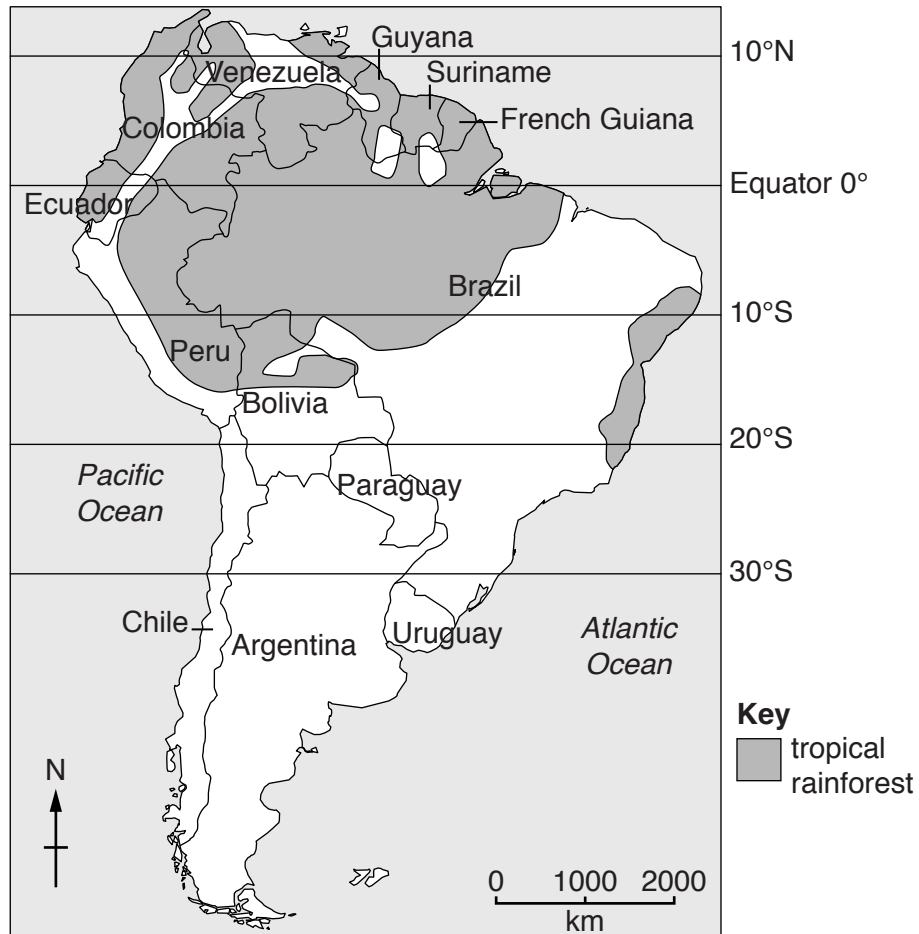 Guyana
10°N
Venezuela
Suriname
Colombia
French Guiana
Equator 0°
Ecuador
Brazil
10°S
Peru
Bolivia
20°S
Pacific
Ocean
Paraguay
30°S
Chile
Argentina
Uruguay
Atlantic
Ocean
Key
tropical
rainforest
N
0 1000 2000
km